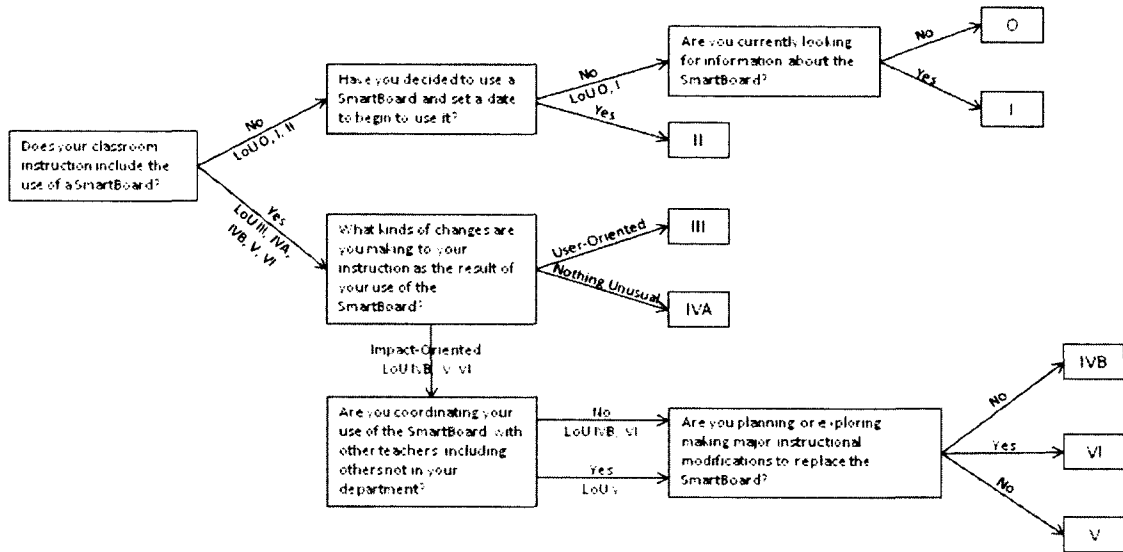 Does your classroom
instruction include the
use of a SmartBoard?
No
LoU O, I, II
Yes
LoU III, IVA,
IVB, V, VI
Have you decided to use a
SmartBoard and set a date
to begin to use it?
No
LoU O, I
Yes
II
Are you currently looking
for information about the
SmartBoard?
No
O
Yes
I
What kinds of changes are
you making to your
instruction as the result of
your use of the
SmartBoard?
User-Oriented
III
Nothing Unusual
IVA
Impact-Oriented
LoU IVB, V, VI
Are you coordinating your
use of the SmartBoard with
other teachers including
others not in your
department?
No
LoU IVB, VI
Yes
LoU V
Are you planning or exploring
making major instructional
modifications to replace the
SmartBoard?
No
IVB
Yes
VI
No
V